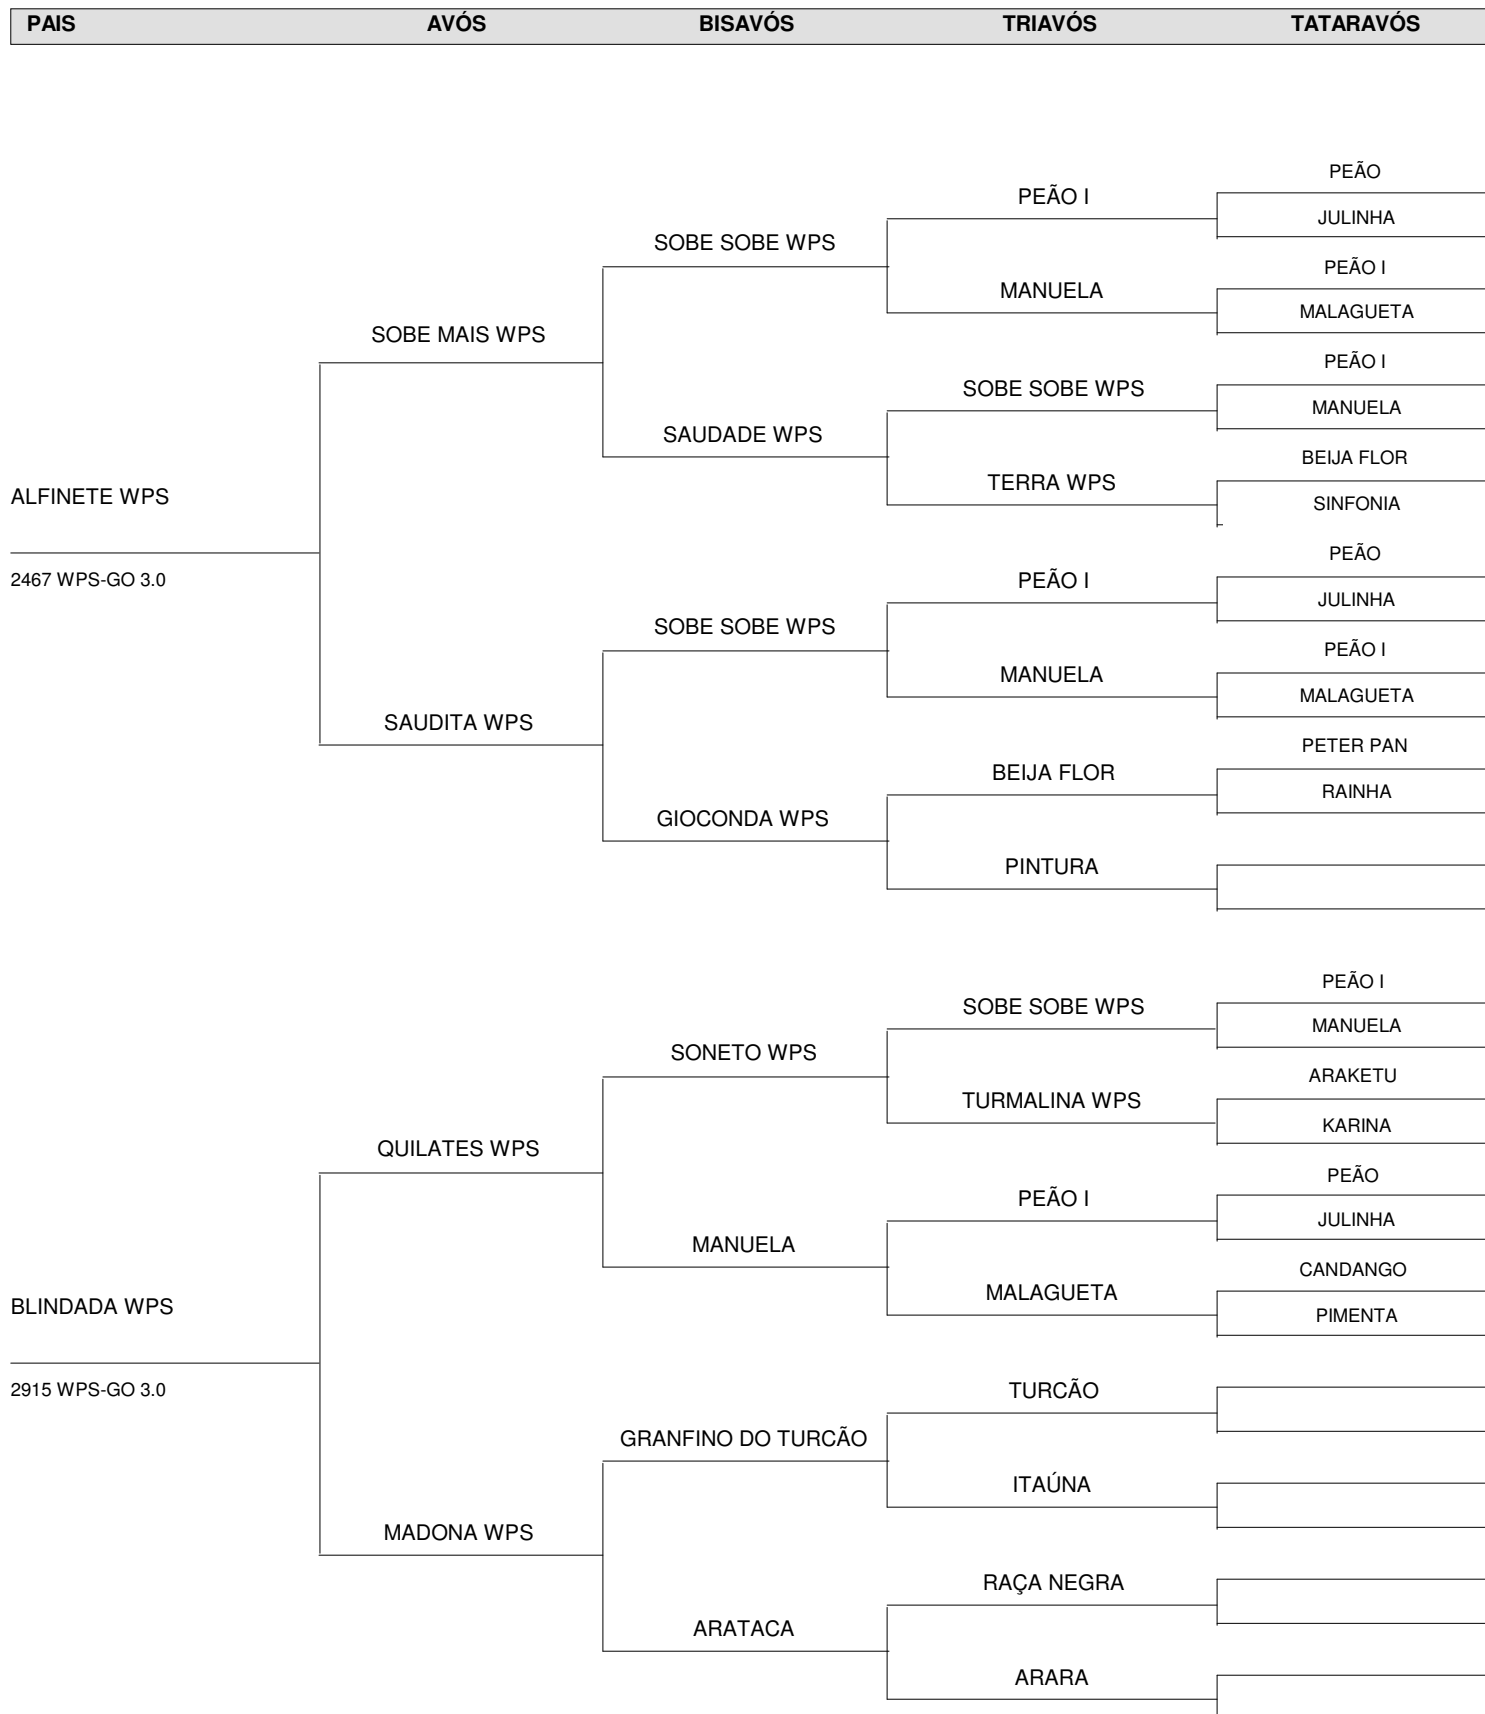 PAIS AVÓS BISAVÓS TRIAVÓS TATARAVÓS
PEÃO
PEÃO I
JULINHA
SOBE SOBE WPS
PEÃO I
MANUELA
MALAGUETA
SOBE MAIS WPS
PEÃO I
SOBE SOBE WPS
MANUELA
SAUDADE WPS
BEIJA FLOR
TERRA WPS
ALFINETE WPS
SINFONIA
PEÃO
2467 WPS-GO 3.0
PEÃO I
JULINHA
SOBE SOBE WPS
PEÃO I
MANUELA
MALAGUETA
SAUDITA WPS
PETER PAN
BEIJA FLOR
RAINHA
GIOCONDA WPS
PINTURA
PEÃO I
SOBE SOBE WPS
MANUELA
SONETO WPS
ARAKETU
TURMALINA WPS
KARINA
QUILATES WPS
PEÃO
PEÃO I
JULINHA
MANUELA
CANDANGO
MALAGUETA
BLINDADA WPS
PIMENTA
2915 WPS-GO 3.0
TURCÃO
GRANFINO DO TURCÃO
ITAÚNA
MADONA WPS
RAÇA NEGRA
ARATACA
ARARA